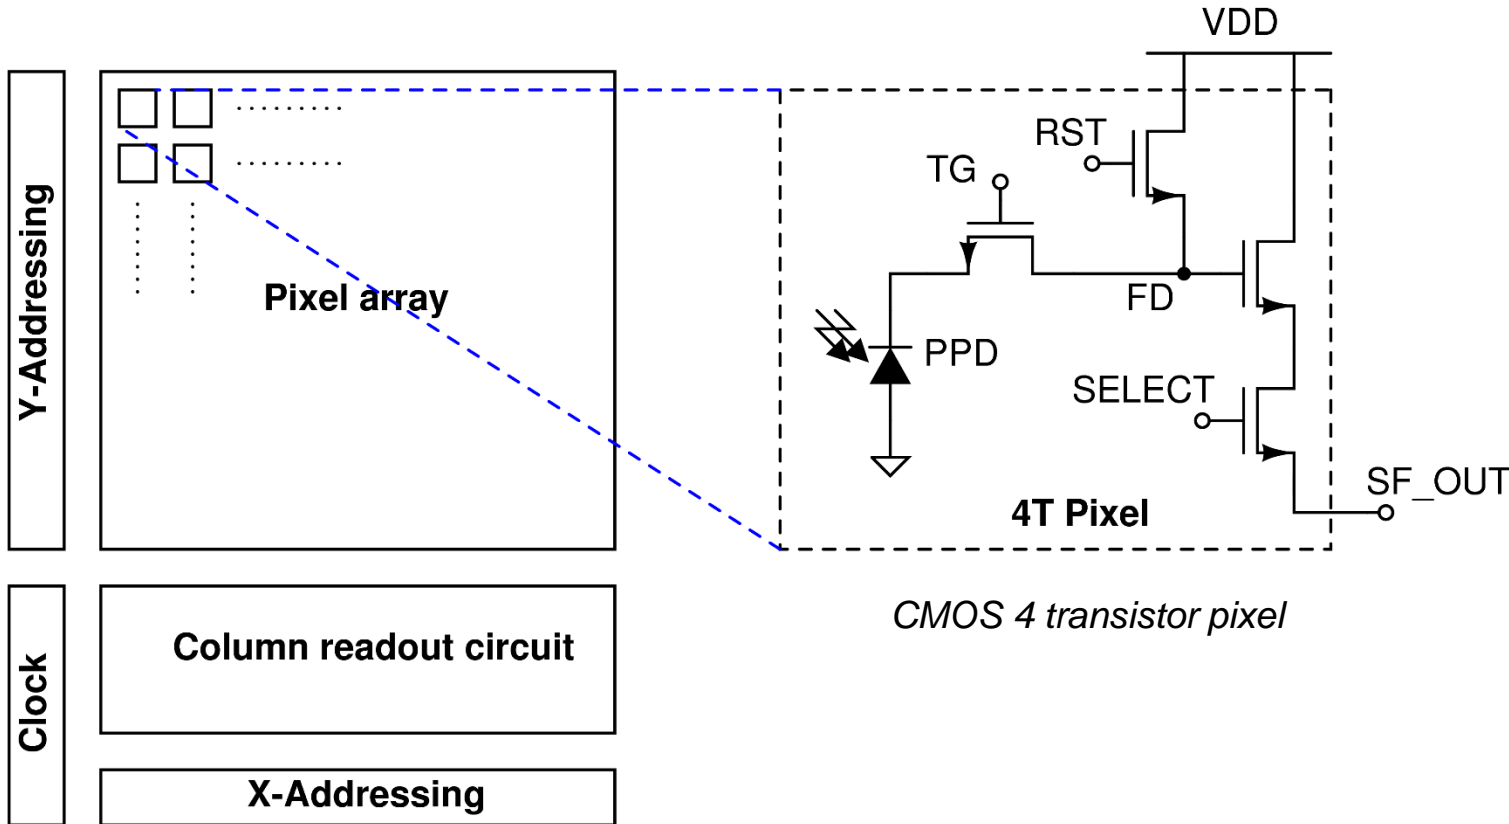 VDD
RST
TG
FD
PPD
SELECT
SF_OUT
4T Pixel
CMOS 4 transistor pixel
Y-Addressing
Pixel array
Clock
Column readout circuit
X-Addressing